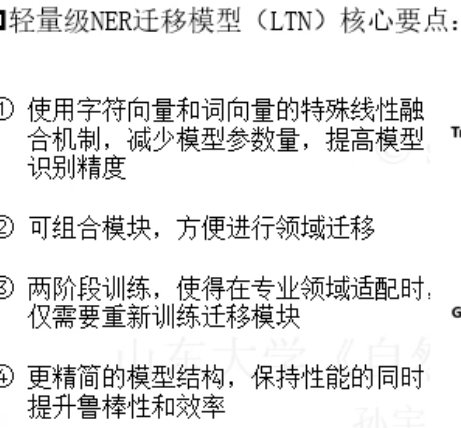 轻量级NER迁移模型（LTN）核心要点：
① 使用字符向量和词向量的特殊线性融
合机制，减少模型参数量，提高模型
识别精度
② 可组合模块，方便进行领域迁移
③ 两阶段训练，使得在专业领域适配时，
仅需要重新训练迁移模块
④ 更精简的模型结构，保持性能的同时
提升鲁棒性和效率
山东大学《自然